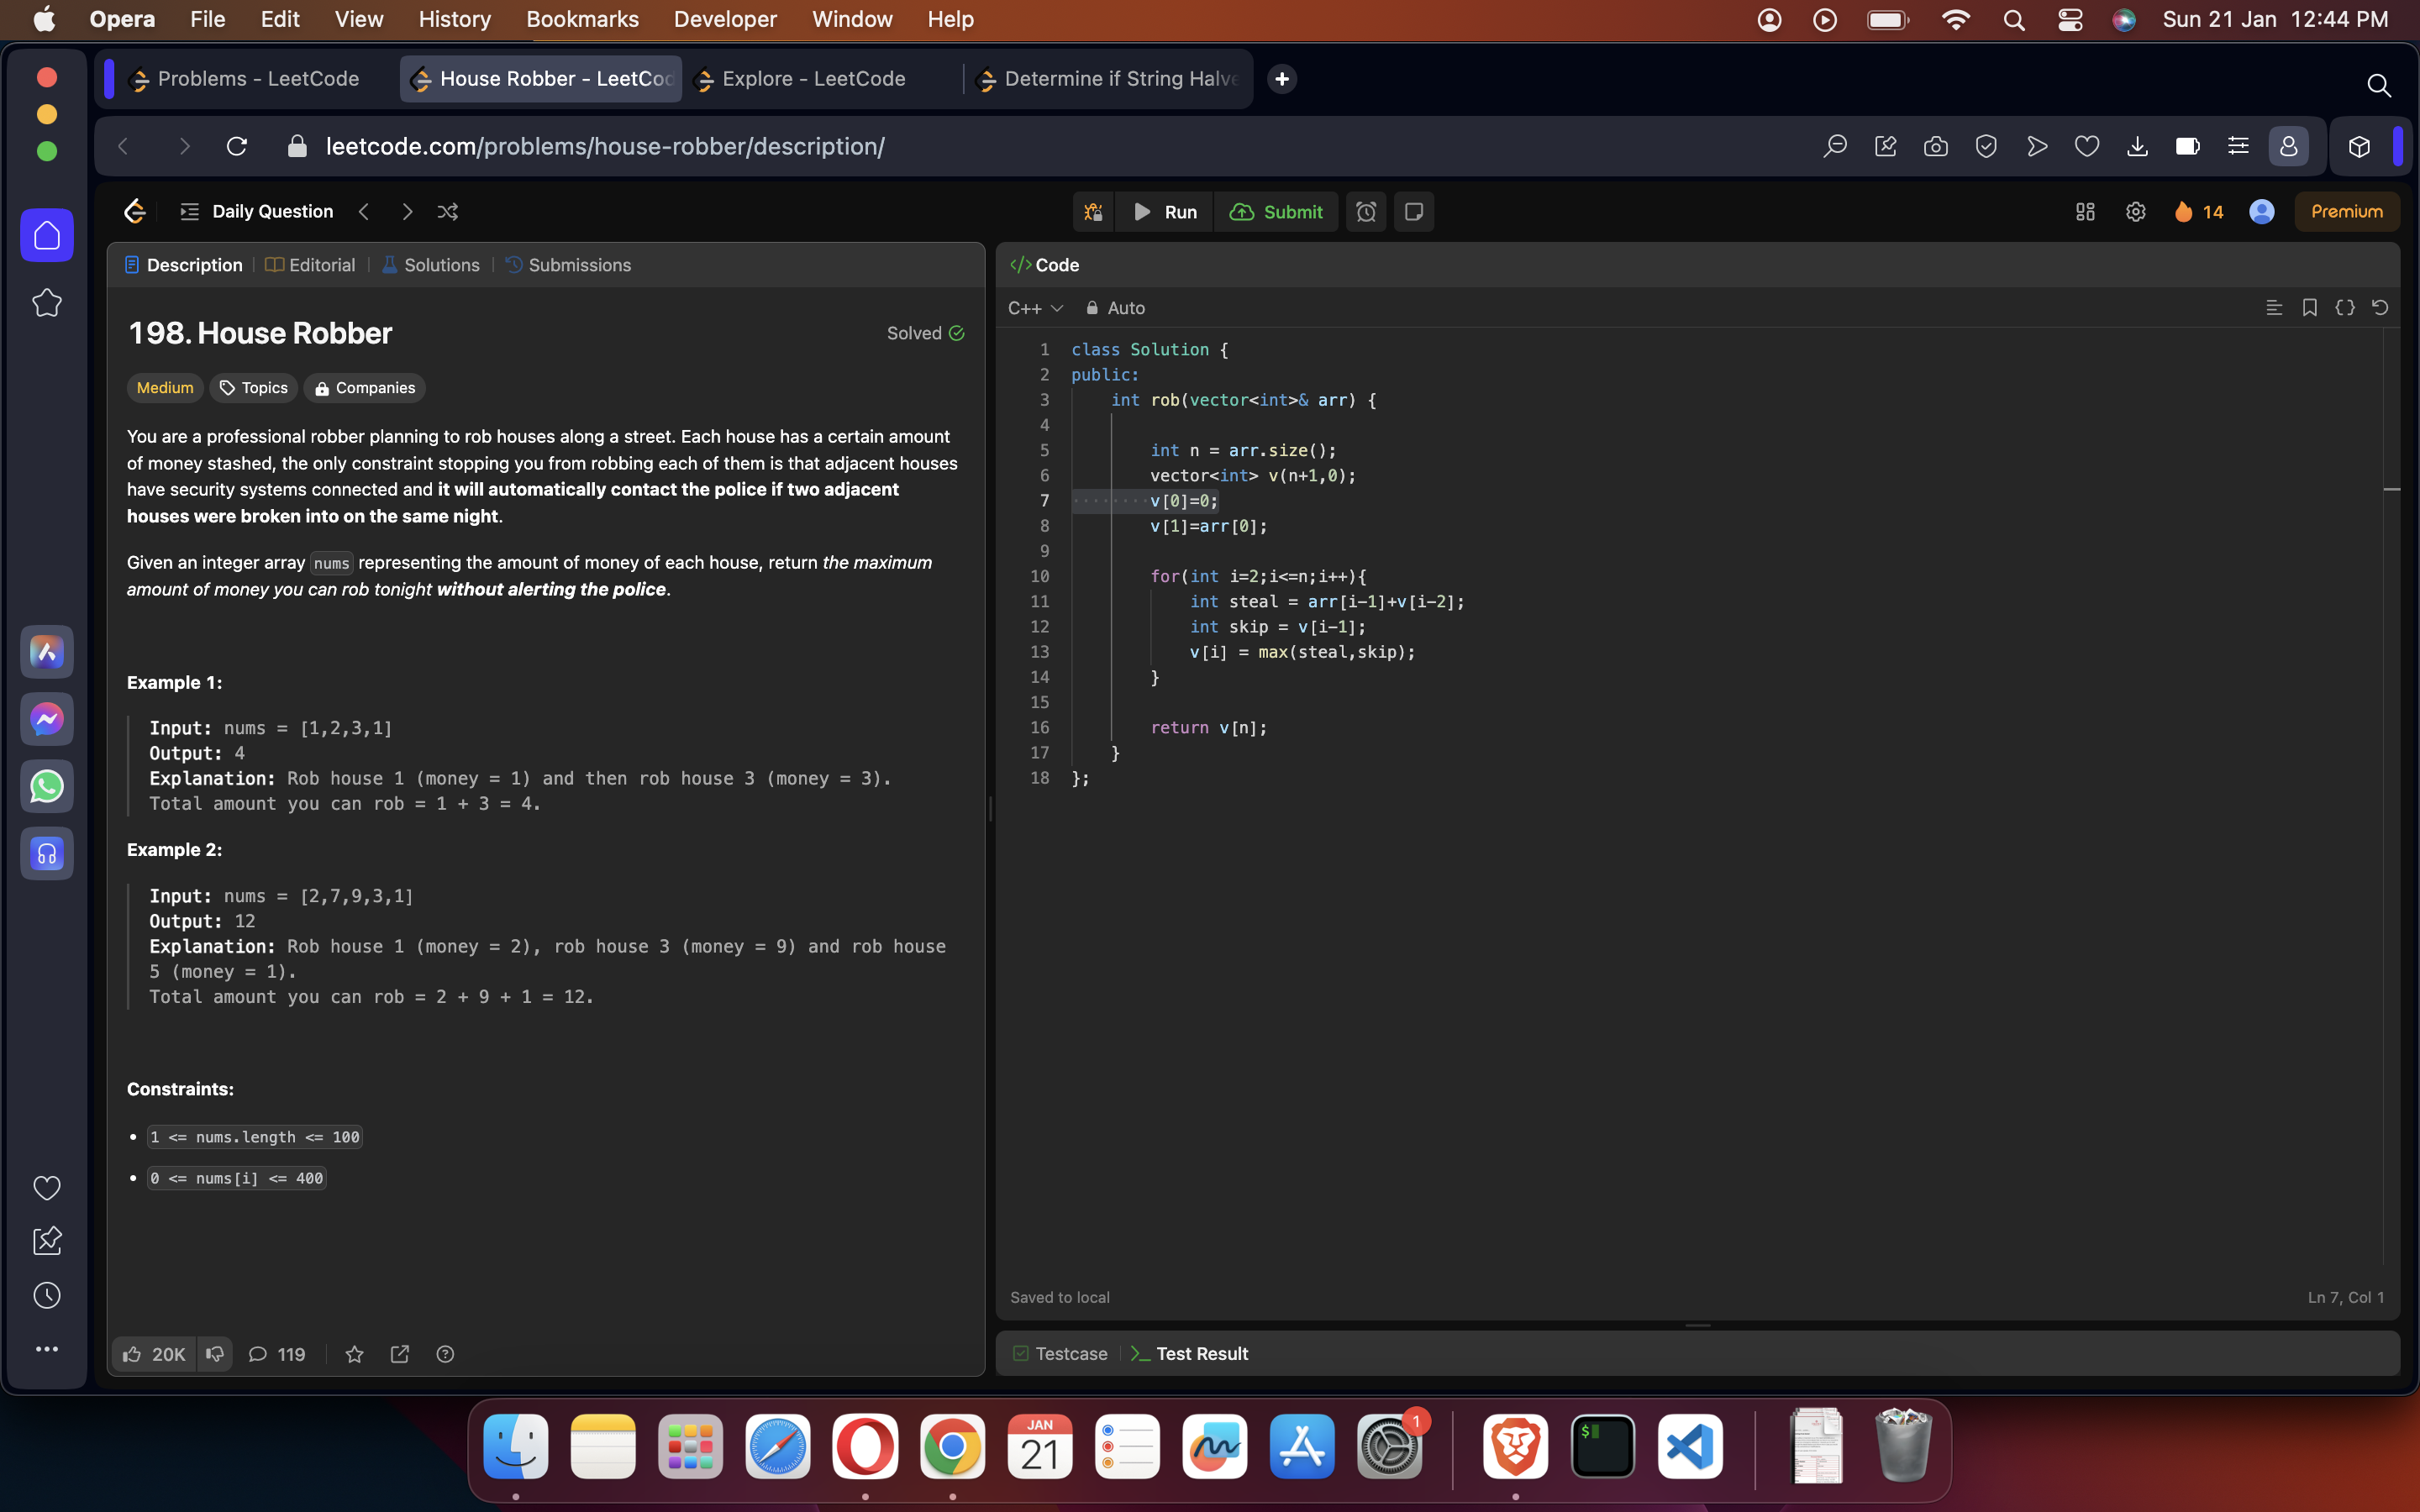 Opera File Edit View History Bookmarks Developer Window Help Sun 21 Jan 12:44 PM
Problems - LeetCode House Robber - LeetCod Explore - LeetCode Determine if String Halve
leetcode.com/problems/house-robber/description/
Daily Question Run Submit 14 Premium
Description Editorial Solutions Submissions
198. House Robber
Solved
Medium Topics Companies
You are a professional robber planning to rob houses along a street. Each house has a certain amount
of money stashed, the only constraint stopping you from robbing each of them is that adjacent houses
have security systems connected and it will automatically contact the police if two adjacent
houses were broken into on the same night.
Given an integer array nums representing the amount of money of each house, return the maximum
amount of money you can rob tonight without alerting the police.
Example 1:
Input: nums = [1,2,3,1]
Output: 4
Explanation: Rob house 1 (money = 1) and then rob house 3 (money = 3).
Total amount you can rob = 1 + 3 = 4.
Example 2:
Input: nums = [2,7,9,3,1]
Output: 12
Explanation: Rob house 1 (money = 2), rob house 3 (money = 9) and rob house
5 (money = 1).
Total amount you can rob = 2 + 9 + 1 = 12.
Constraints:
• 1 <= nums.length <= 100
• 0 <= nums[i] <= 400
20K 119
</> Code
C++ Auto
1 class Solution {
2 public:
3 int rob(vector<int>& arr) {
4
5 int n = arr.size();
6 vector<int> v(n+1,0);
7 v[0]=0;
8 v[1]=arr[0];
9
10 for(int i=2;i<=n;i++){
11 int steal = arr[i-1]+v[i-2];
12 int skip = v[i-1];
13 v[i] = max(steal,skip);
14 }
15
16 return v[n];
17 }
18 };
Saved to local Ln 7, Col 1
Testcase Test Result
JAN
21
1
$